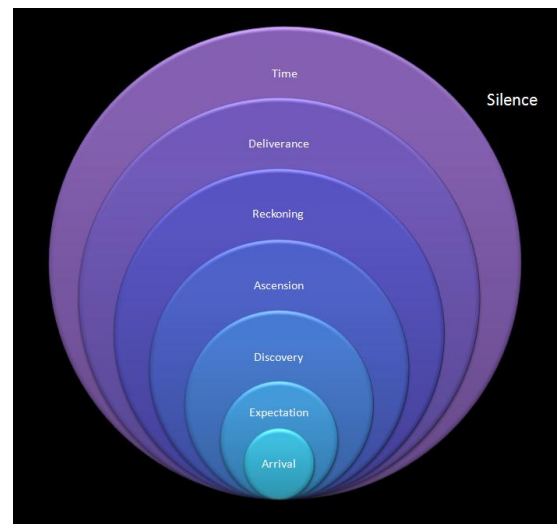 Time
Silence
Deliverance
Reckoning
Ascension
Discovery
Expectation
Arrival